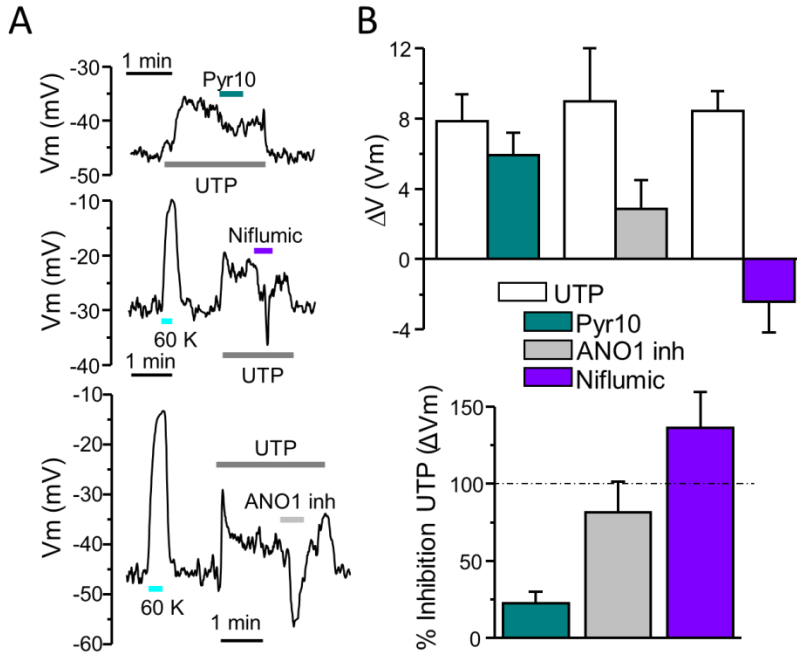 A
1 min
Pyr10
-30
-40
-50
Vm (mV)
UTP
-10
-20
-30
-40
Vm (mV)
Niflumic
60 K
UTP
1 min
-10
-20
-30
-40
-50
-60
Vm (mV)
UTP
ANO1 inh
60 K
1 min
B
12
8
4
0
-4
ΔV (Vm)
UTP
Pyr10
ANO1 inh
Niflumic
150
100
50
0
% Inhibition UTP (ΔVm)